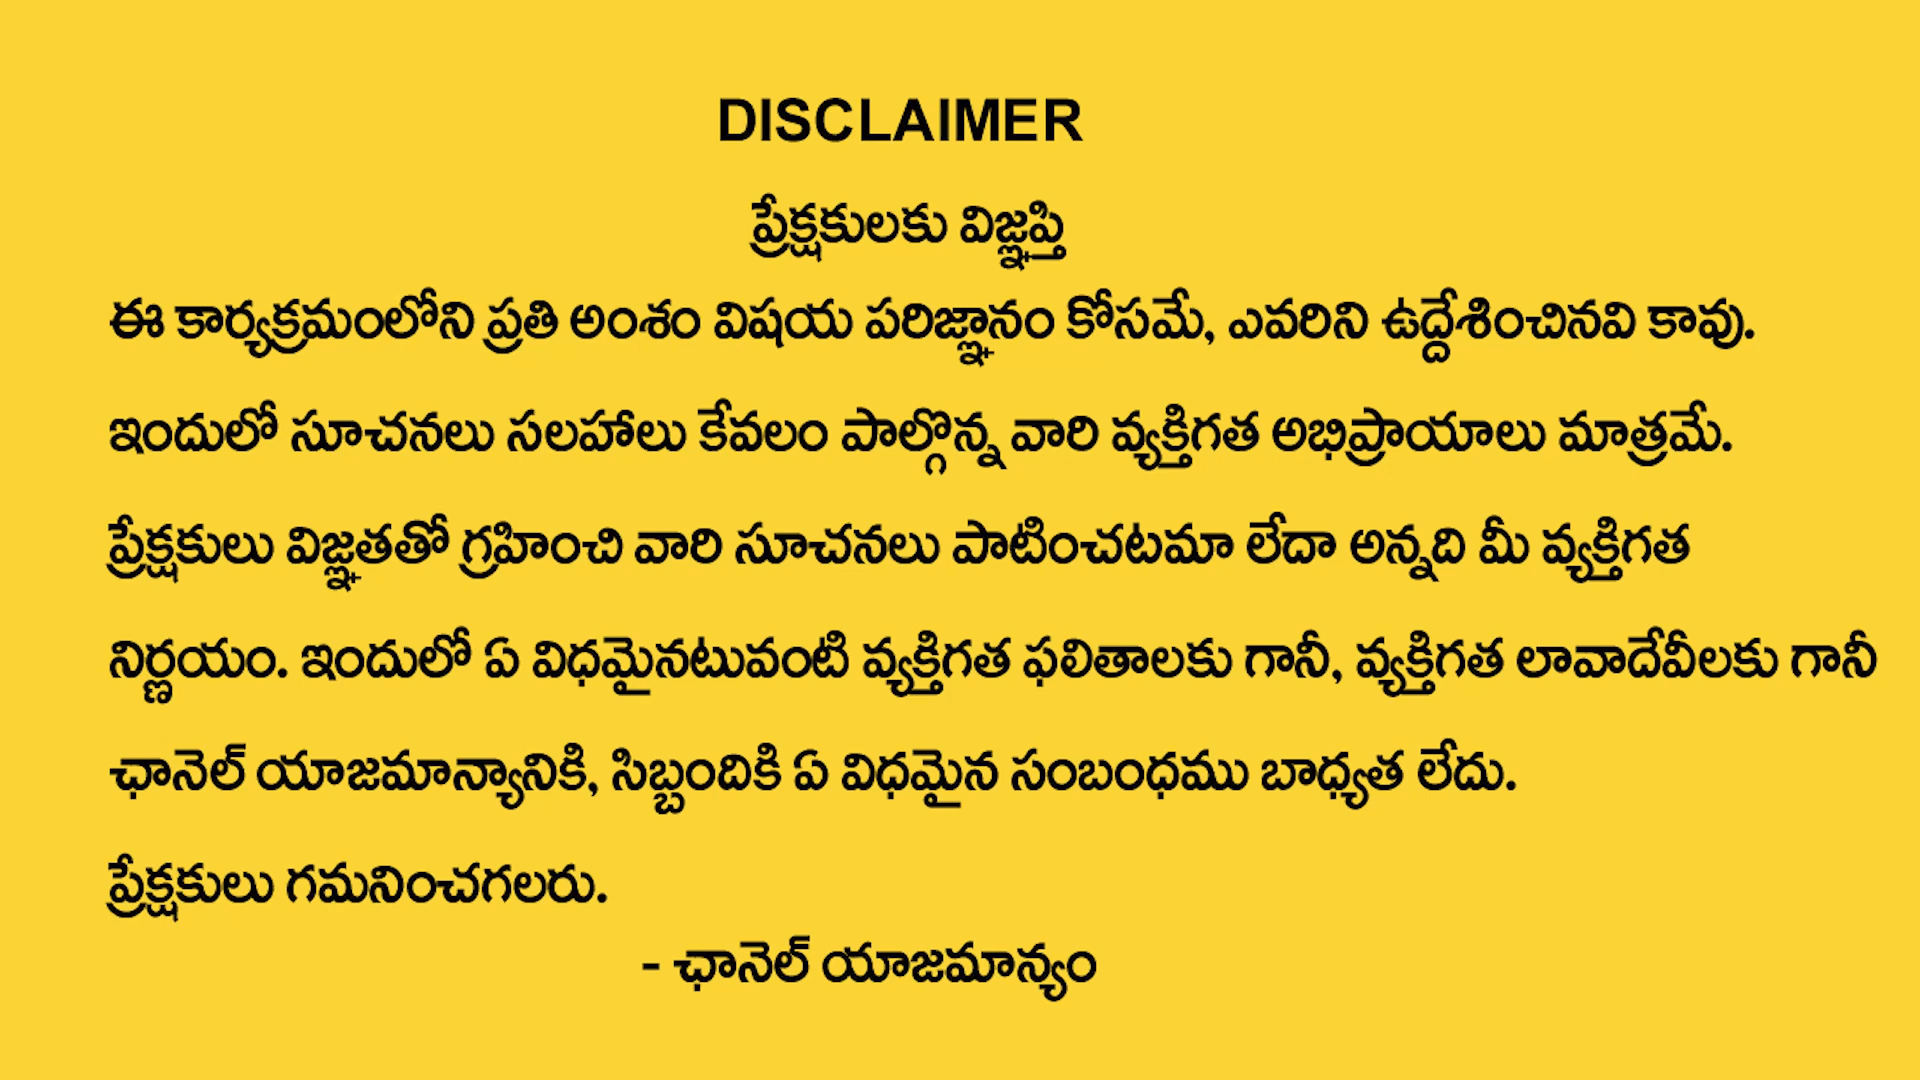 DISCLAIMER
ప్రేక్షకులకు విజ్ఞప్తి
ఈ కార్యక్రమంలోని ప్రతి అంశం విషయ పరిజ్ఞానం కోసమే, ఎవరిని ఉద్దేశించినవి కావు.
ఇందులో సూచనలు సలహాలు కేవలం పాల్గొన్న వారి వ్యక్తిగత అభిప్రాయాలు మాత్రమే.
ప్రేక్షకులు విజ్ఞతతో గ్రహించి వారి సూచనలు పాటించటమా లేదా అన్నది మీ వ్యక్తిగత
నిర్ణయం. ఇందులో ఏ విధమైనటువంటి వ్యక్తిగత ఫలితాలకు గానీ, వ్యక్తిగత లావాదేవీలకు గానీ
ఛానెల్ యాజమాన్యానికి, సిబ్బందికి ఏ విధమైన సంబంధము బాధ్యత లేదు.
ప్రేక్షకులు గమనించగలరు.
- ఛానెల్ యాజమాన్యం